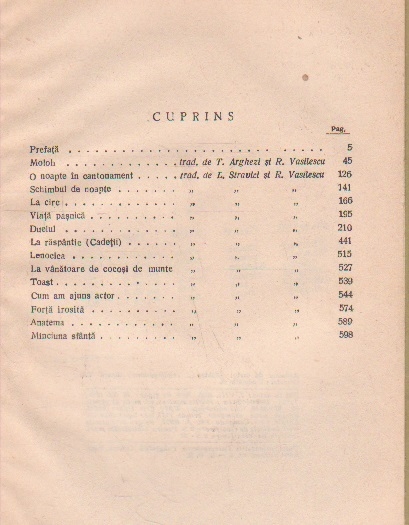 CUPRINS
Pag.
Prefață . . . . . . . . . . . . . . . . . . . . . . . . . . . . . 5
Moloh . . . . . . . . . . . . . trad. de T. Arghezi și R. Vasilescu 45
O noapte în cantonament . . . . . trad. de L. Stravici și R. Vasilescu 126
Schimbul de noapte . . . . . . . „ „ „ 141
La circ . . . . . . . . . . . . . „ „ „ 166
Viață pașnică . . . . . . . . . . „ „ „ 195
Duelul . . . . . . . . . . . . . „ „ „ 210
La răspântie (Cadeții) . . . . . . „ „ „ 441
Lenocica . . . . . . . . . . . . „ „ „ 515
La vânătoare de cocoși de munte „ „ „ 527
Toast . . . . . . . . . . . . . . „ „ „ 539
Cum am ajuns actor . . . . . . . „ „ „ 544
Forță irosită . . . . . . . . . . . „ „ „ 574
Anatema . . . . . . . . . . . . „ „ „ 589
Minciuna sfântă . . . . . . . . . „ „ „ 598